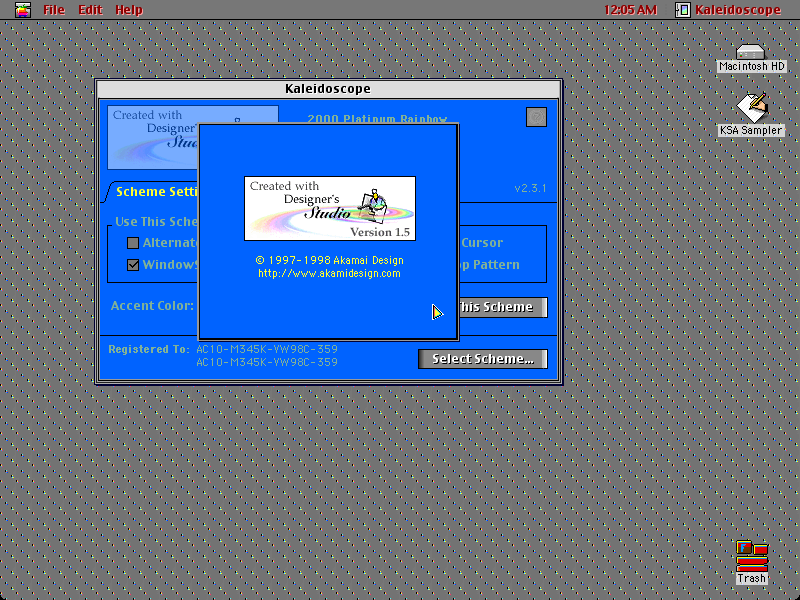 File Edit Help 12:05 AM Kaleidoscope
Macintosh HD
KSA Sampler
Kaleidoscope
Created with
Designer's
Stu
2000 Platinum Rainbow
v2.3.1
Scheme Setti
Use This Sche
Alternate
Cursor
Window
op Pattern
Accent Color:
his Scheme
Registered To: AC10-M345K-YW98C-359
AC10-M345K-YW98C-359
Select Scheme...
Created with
Designer's
Studio
Version 1.5
© 1997-1998 Akamai Design
http://www.akamidesign.com
Trash